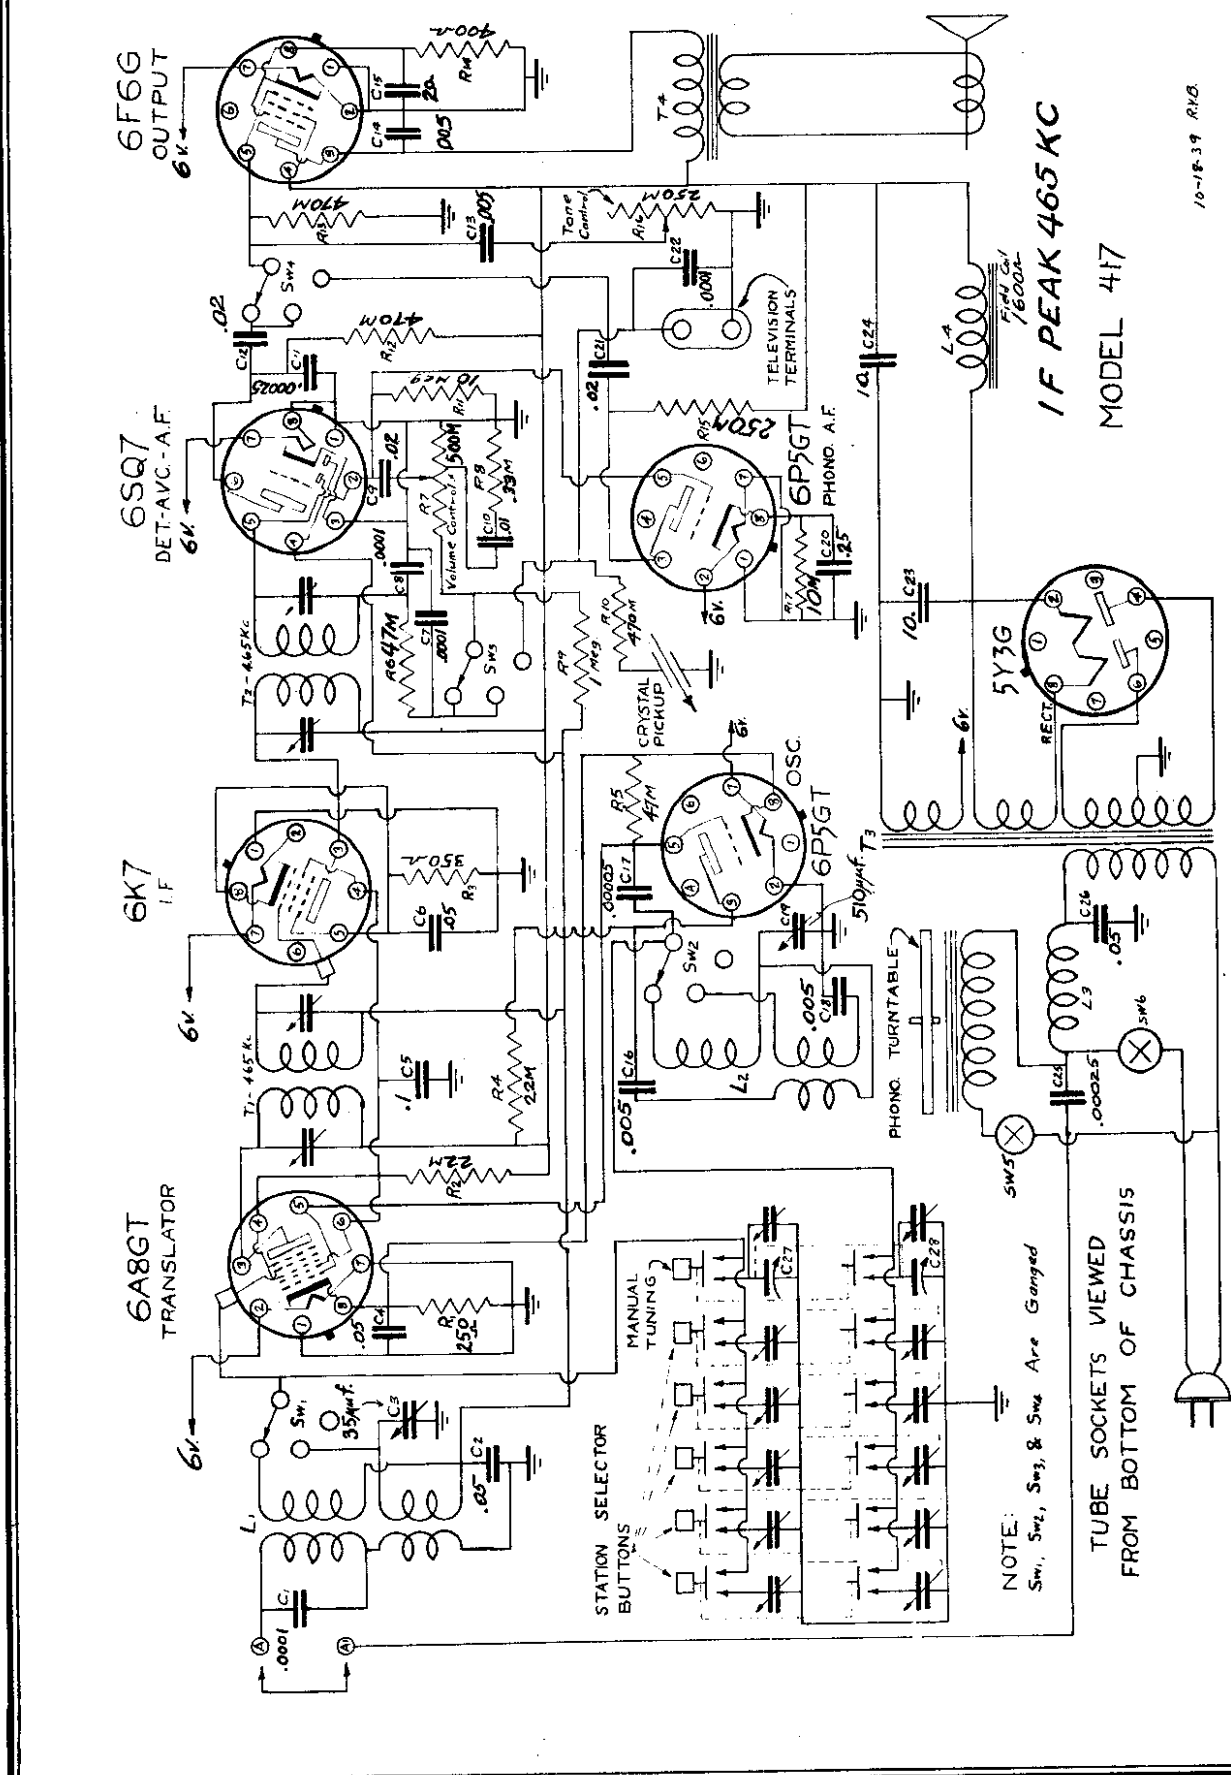 6A8GT
TRANSLATOR
6K7
I.F
6SQ7
DET.-AVC.-A.F.
6F6G
OUTPUT
6V.
6V.
6V.
6V.
A
A1
.0001
C1
L1
Sw1
35μμf.
C3
.05
C2
.05
C4
R1
250Ω
R2
22M
T1-465Kc
.1
C5
R4
22M
C6
.05
R3
350Ω
T2-465Kc
R6 47M
C7
.0001
C8
.0001
C9
.02
R7
500M
Volume Control
R8
.33M
C10
.01
R11
10 Meg
C11
.00025
R12
470M
C12
.02
Sw4
Sw3
R9
1 Meg
R10
470M
CRYSTAL
PICKUP
R13
470M
C13
.005
C14
.005
C15
20
R14
400Ω
T4
Tone
Control
R16
250M
C22
.0001
TELEVISION
TERMINALS
C21
.02
R15
250M
6P5GT
PHONO. A.F.
6V.
R17
10M
C20
.25
R5
47M
C17
.00005
6V.
OSC.
6P5GT
Sw2
C19
510μμf.
C16
.005
C18
.005
L2
STATION SELECTOR
BUTTONS
MANUAL
TUNING
C27
C28
PHONO. TURNTABLE
SW5
SW6
C25
.00025
L3
C26
.05
T3
6V.
RECT.
5Y3G
10. C23
10. C24
L4
Field Coil
1600Ω
IF PEAK 465 KC
MODEL 417
NOTE:
Sw1, Sw2, Sw3, & Sw4 Are Ganged
TUBE SOCKETS VIEWED
FROM BOTTOM OF CHASSIS
10-18-39 R.V.B.